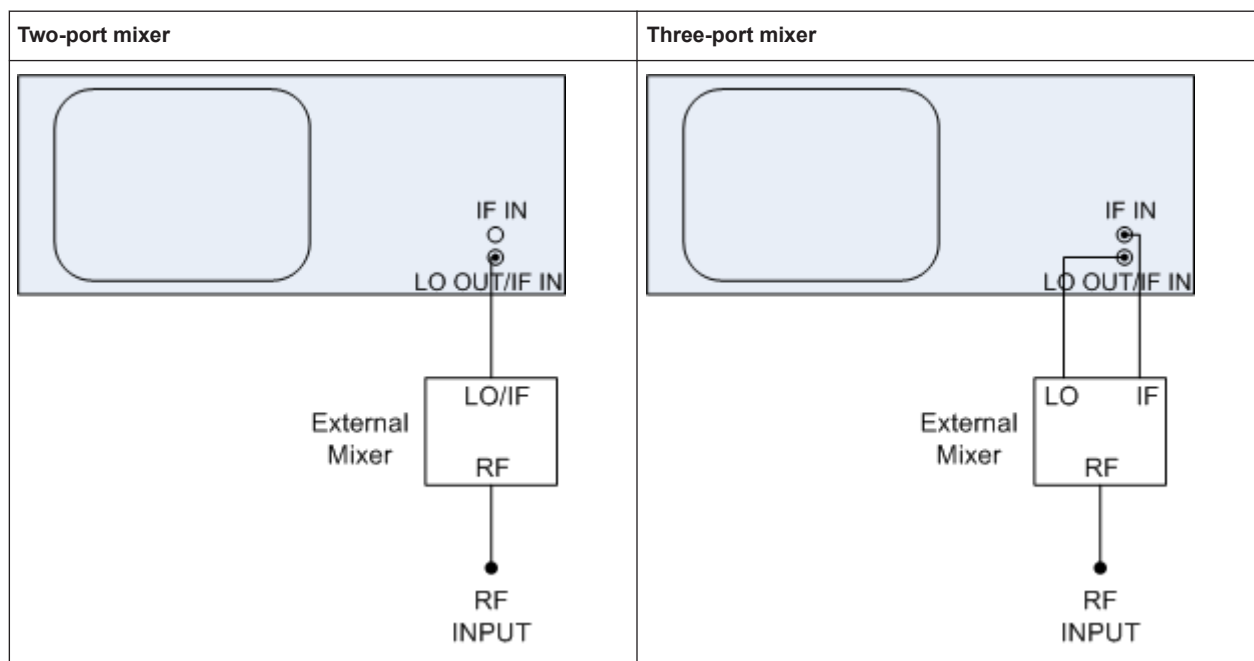 Two-port mixer
IF IN
LO OUT/IF IN
LO/IF
External
Mixer
RF
RF
INPUT
Three-port mixer
IF IN
LO OUT/IF IN
LO IF
External
Mixer
RF
RF
INPUT